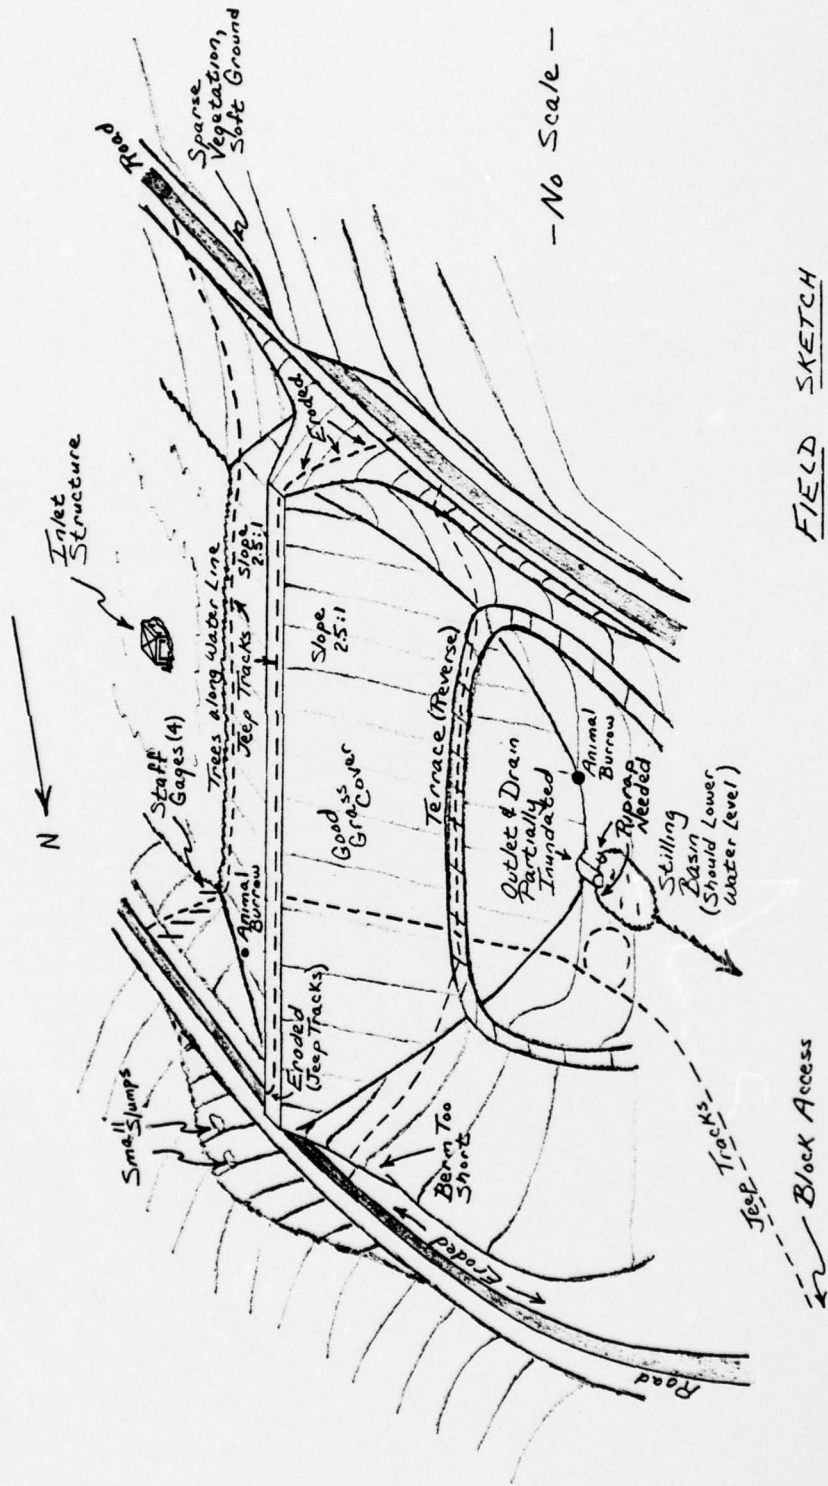 N
Inlet
Structure
Road
Sparse
Vegetation,
Soft Ground
Staff
Gages (4)
Trees along Water Line
Jeep Tracks
Slope
2.5:1
Eroded
Small
Slumps
Animal
Burrow
Slope
2.5:1
Good
Grass
Cover
Eroded
(Jeep Tracks)
Terrace (Reverse)
Berm Too
Short
Eroded
Outlet & Drain
Partially
Inundated
Animal
Burrow
Riprap
Needed
Stilling
Basin
(Should Lower
Water Level)
Road
Jeep Tracks
Block Access
- No Scale -
FIELD SKETCH